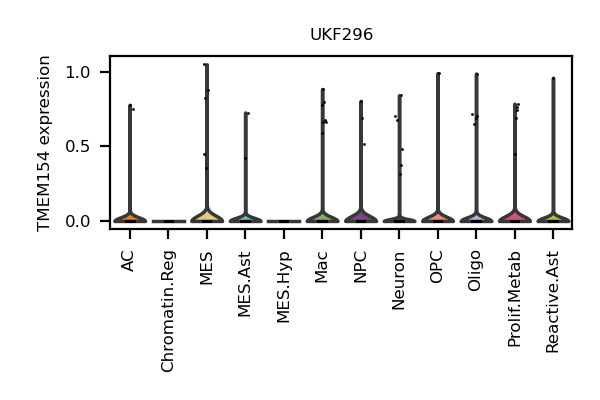 UKF296
TMEM154 expression
1.0
0.5
0.0
AC
Chromatin.Reg
MES
MES.Ast
MES.Hyp
Mac
NPC
Neuron
OPC
Oligo
Prolif.Metab
Reactive.Ast